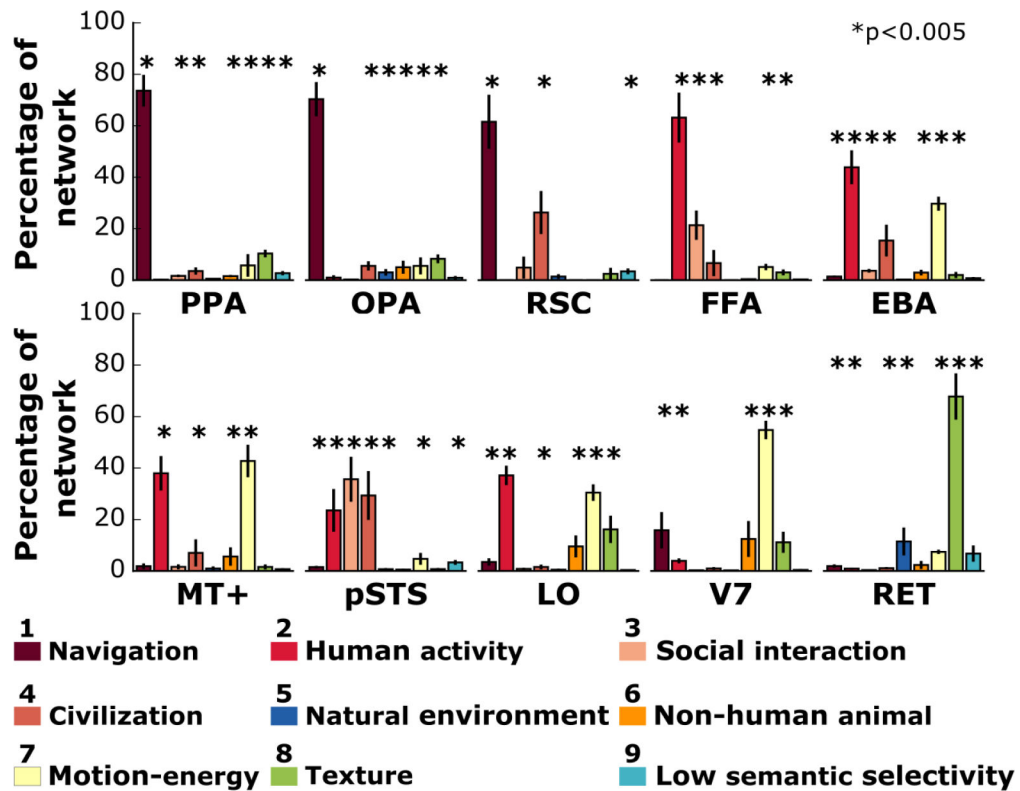 100
*p<0.005
80
* ** ****
* *****
* * *
*** **
60
Percentage of
network
40
**** ***
20
0
PPA OPA RSC FFA EBA
100
80
** ** ***
60
Percentage of
network
40
* * **
***** * *
** * ***
** ***
20
0
MT+ pSTS LO V7 RET
1 2 3
Navigation Human activity Social interaction
4 5 6
Civilization Natural environment Non-human animal
7 8 9
Motion-energy Texture Low semantic selectivity